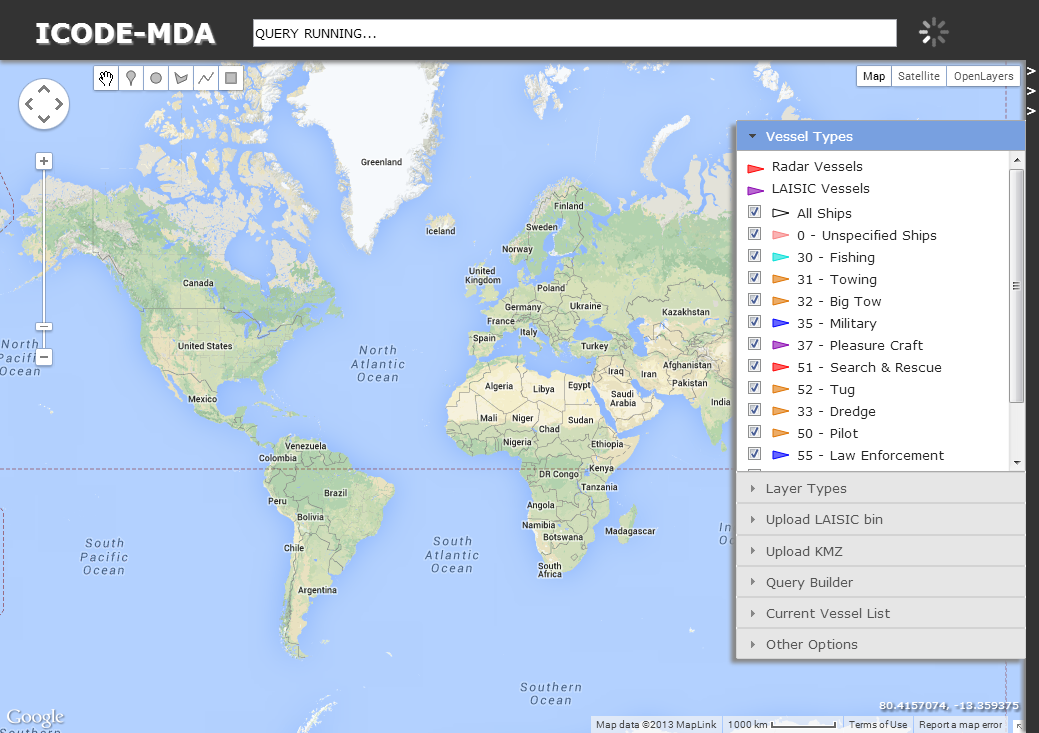 ICODE-MDA
QUERY RUNNING...
Map
Satellite
OpenLayers
>
>
>
Vessel Types
Radar Vessels
LAISIC Vessels
All Ships
0 - Unspecified Ships
30 - Fishing
31 - Towing
32 - Big Tow
35 - Military
37 - Pleasure Craft
51 - Search & Rescue
52 - Tug
33 - Dredge
50 - Pilot
55 - Law Enforcement
Layer Types
Upload LAISIC bin
Upload KMZ
Query Builder
Current Vessel List
Other Options
Greenland
Iceland
Finland
Sweden
Norway
United
Kingdom
Poland
Germany
Ukraine
France
Italy
Spain
Turkey
Kazakhstan
Canada
United States
Mexico
North
Pacific
Ocean
North
Atlantic
Ocean
Algeria
Libya
Egypt
Iraq
Iran
Afghanistan
Pakistan
Saudi
Arabia
India
Mali
Niger
Chad
Sudan
Nigeria
Ethiopia
Venezuela
Colombia
DR Congo
Kenya
Tanzania
Brazil
Peru
Bolivia
Angola
Namibia
Botswana
Madagascar
Chile
South
Africa
Argentina
South
Pacific
Ocean
South
Atlantic
Ocean
In
O
Southern
Ocean
80.4157074, -13.359375
Google
Map data ©2013 MapLink
1000 km
Terms of Use
Report a map error